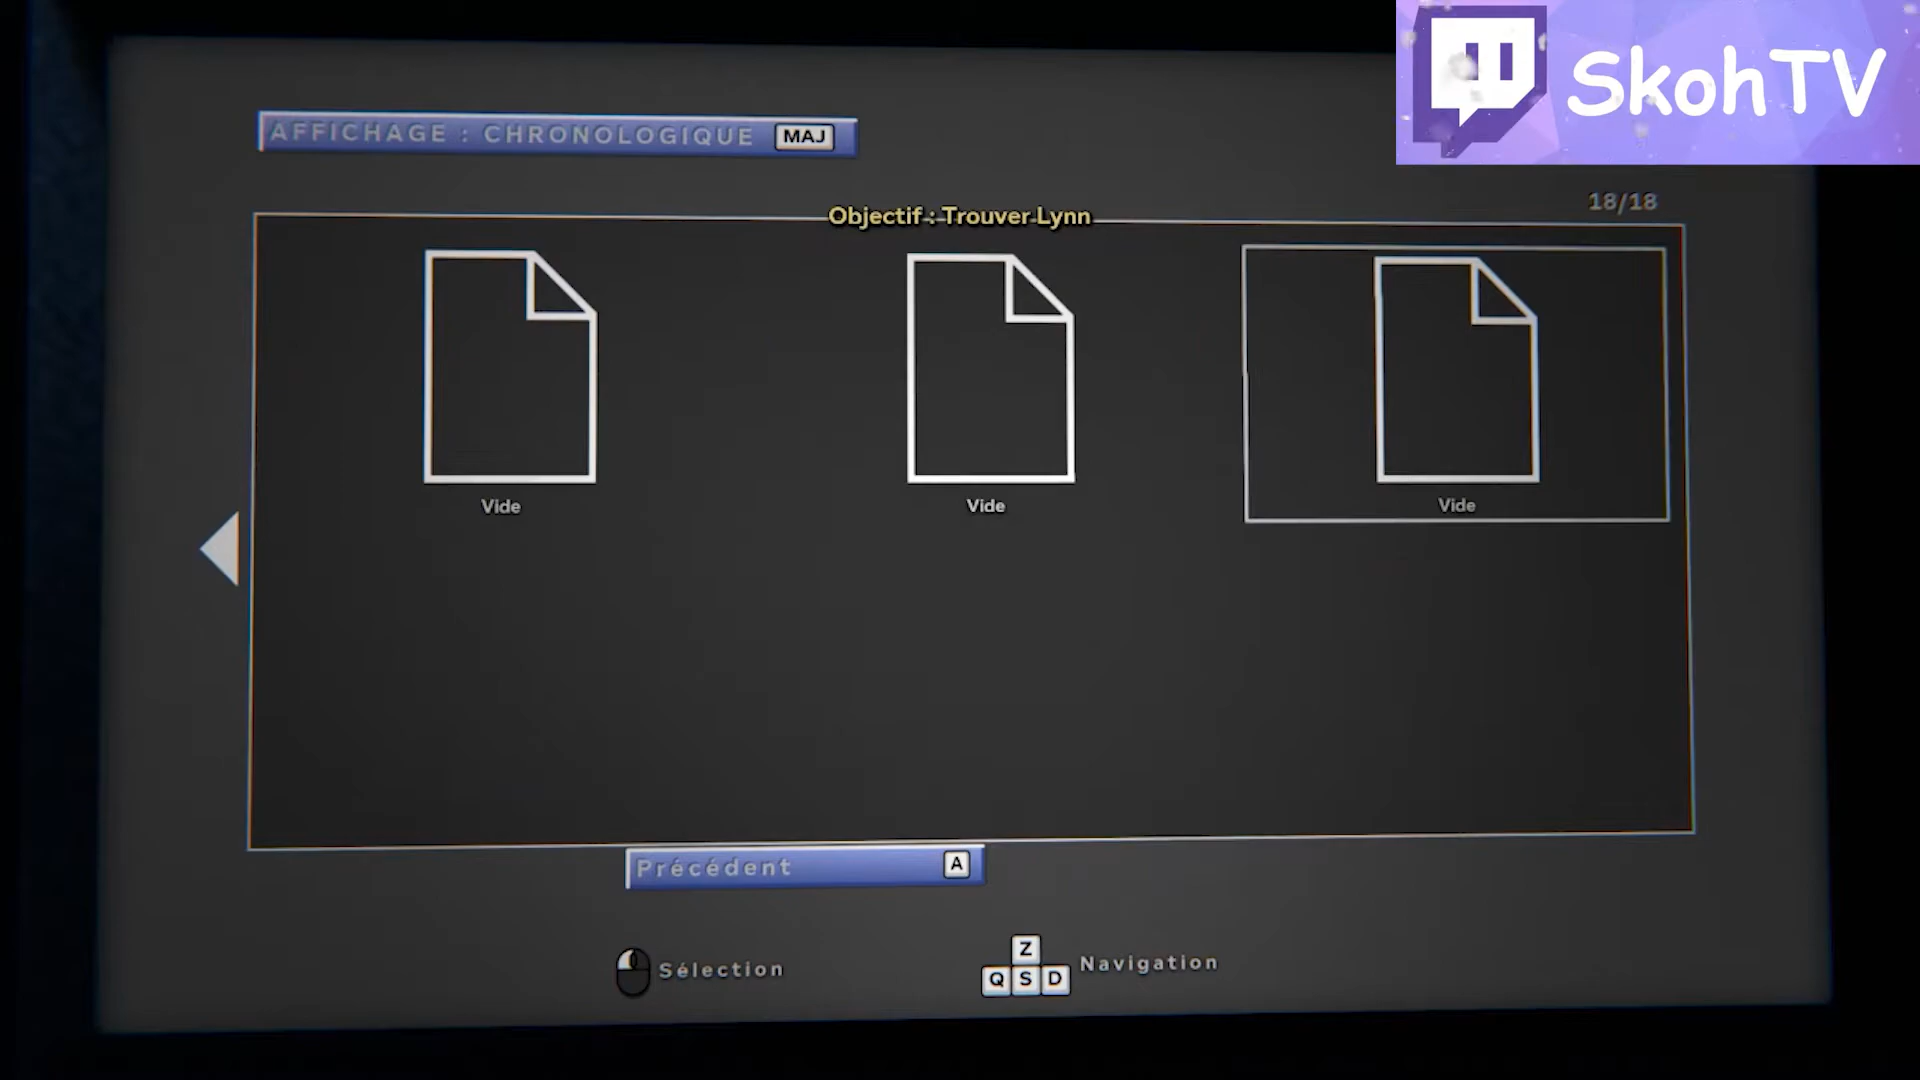 SkohTV
AFFICHAGE : CHRONOLOGIQUE MAJ
18/18
Objectif : Trouver Lynn
Vide
Vide
Vide
Précédent A
Sélection
Z
Q S D
Navigation